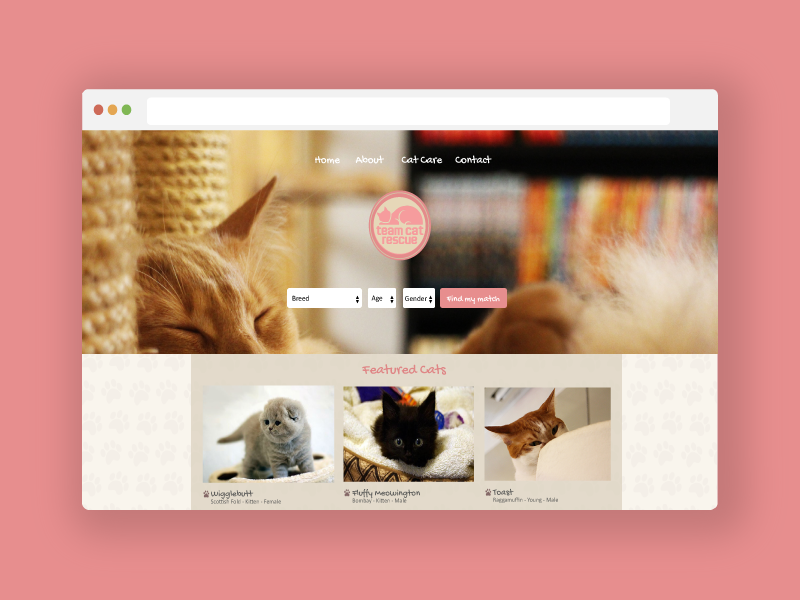 Home About Cat Care Contact
team cat
rescue
Breed Age Gender Find my match
Featured Cats
Wigglebutt
Scottish Fold - Kitten - Female
Fluffy Meowington
Bombay - Kitten - Male
Toast
Raggamuffin - Young - Male